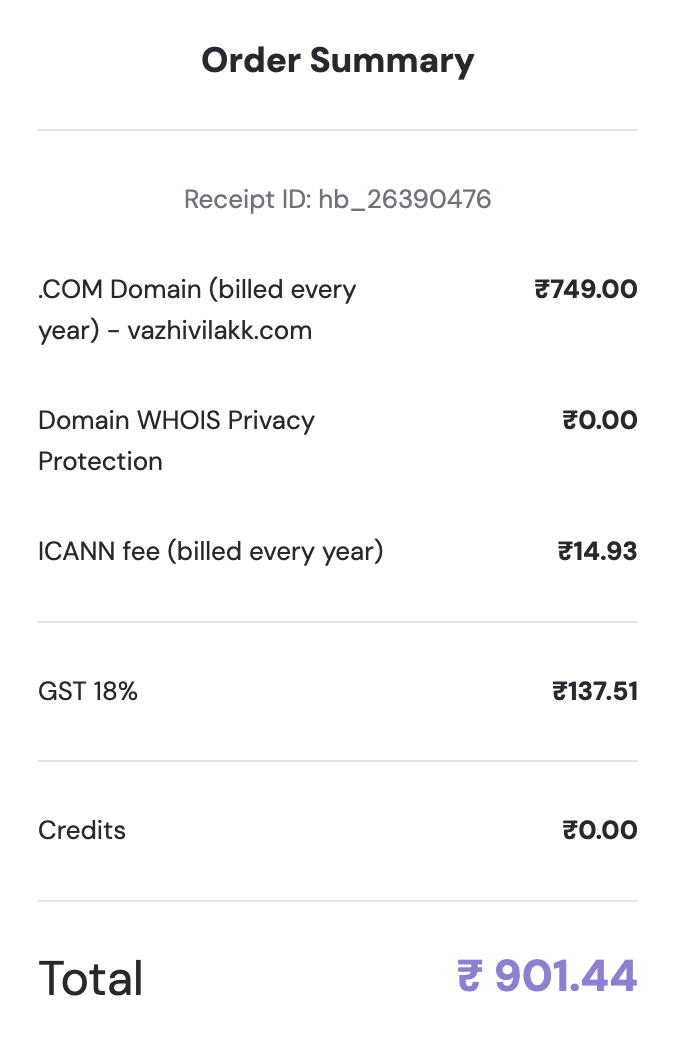 Order Summary
Receipt ID: hb_26390476
.COM Domain (billed every ₹749.00
year) - vazhivilakk.com
Domain WHOIS Privacy ₹0.00
Protection
ICANN fee (billed every year) ₹14.93
GST 18% ₹137.51
Credits ₹0.00
Total ₹ 901.44